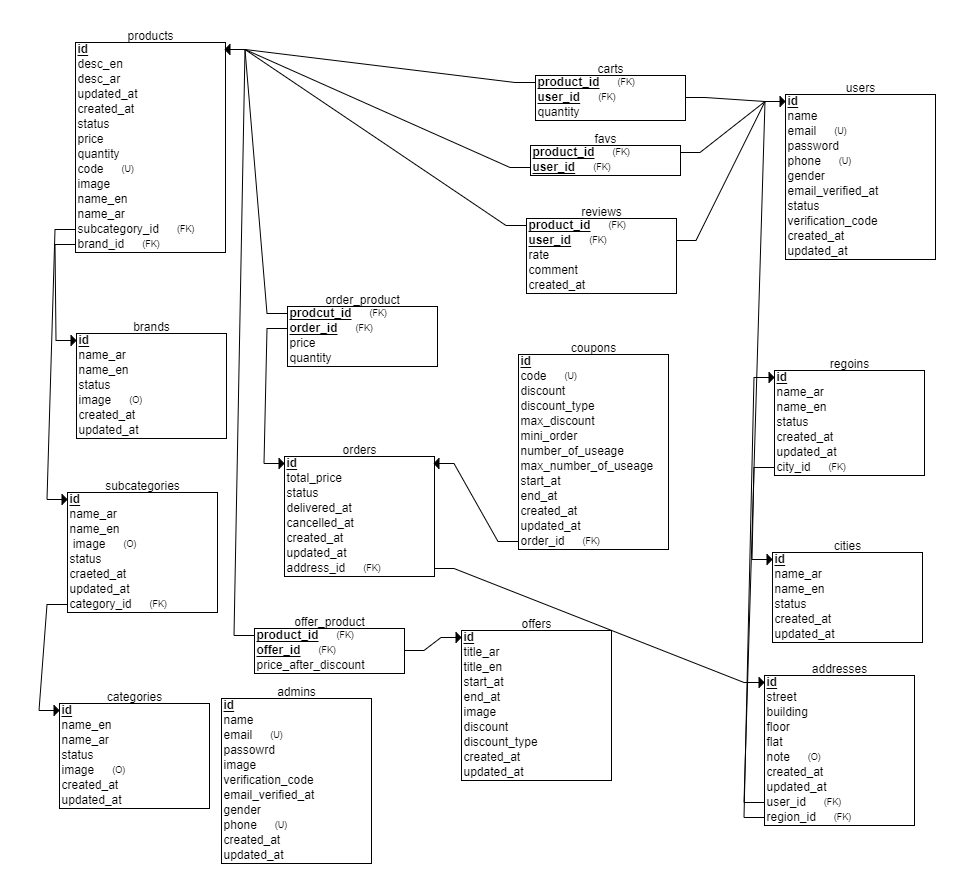 products
id
desc_en
desc_ar
updated_at
created_at
status
price
quantity
code (U)
image
name_en
name_ar
subcategory_id (FK)
brand_id (FK)
carts
product_id (FK)
user_id (FK)
quantity
users
id
name
email (U)
password
phone (U)
gender
email_verified_at
status
verification_code
created_at
updated_at
favs
product_id (FK)
user_id (FK)
reviews
product_id (FK)
user_id (FK)
rate
comment
created_at
order_product
prodcut_id (FK)
order_id (FK)
price
quantity
brands
id
name_ar
name_en
status
image (O)
created_at
updated_at
coupons
id
code (U)
discount
discount_type
max_discount
mini_order
number_of_useage
max_number_of_useage
start_at
end_at
created_at
updated_at
order_id (FK)
regoins
id
name_ar
name_en
status
created_at
updated_at
city_id (FK)
orders
id
total_price
status
delivered_at
cancelled_at
created_at
updated_at
address_id (FK)
subcategories
id
name_ar
name_en
image (O)
status
craeted_at
updated_at
category_id (FK)
cities
id
name_ar
name_en
status
created_at
updated_at
offer_product
product_id (FK)
offer_id (FK)
price_after_discount
offers
id
title_ar
title_en
start_at
end_at
image
discount
discount_type
created_at
updated_at
addresses
id
street
building
floor
flat
note (O)
created_at
updated_at
user_id (FK)
region_id (FK)
categories
id
name_en
name_ar
status
image (O)
created_at
updated_at
admins
id
name
email (U)
passowrd
image
verification_code
email_verified_at
gender
phone (U)
created_at
updated_at